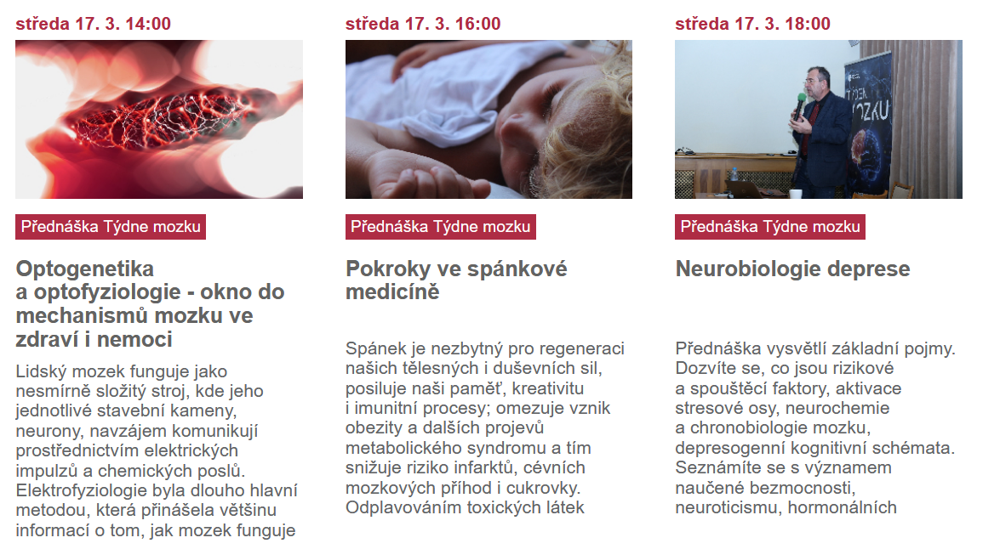 středa 17. 3. 14:00
Přednáška Týdne mozku
Optogenetika
a optofyziologie - okno do
mechanismů mozku ve
zdraví i nemoci
Lidský mozek funguje jako
nesmírně složitý stroj, kde jeho
jednotlivé stavební kameny,
neurony, navzájem komunikují
prostřednictvím elektrických
impulzů a chemických poslů.
Elektrofyziologie byla dlouho hlavní
metodou, která přinášela většinu
informací o tom, jak mozek funguje
středa 17. 3. 16:00
Přednáška Týdne mozku
Pokroky ve spánkové
medicíně
Spánek je nezbytný pro regeneraci
našich tělesných i duševních sil,
posiluje naši paměť, kreativitu
i imunitní procesy; omezuje vznik
obezity a dalších projevů
metabolického syndromu a tím
snižuje riziko infarktů, cévních
mozkových příhod i cukrovky.
Odplavováním toxických látek
středa 17. 3. 18:00
TÝDEN
MOZKU
Přednáška Týdne mozku
Neurobiologie deprese
Přednáška vysvětlí základní pojmy.
Dozvíte se, co jsou rizikové
a spouštěcí faktory, aktivace
stresové osy, neurochemie
a chronobiologie mozku,
depresogenní kognitivní schémata.
Seznámíte se s významem
naučené bezmocnosti,
neuroticismu, hormonálních